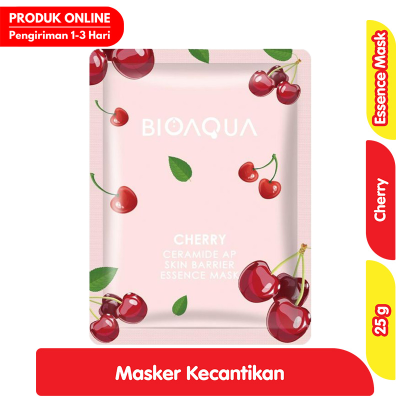 PRODUK ONLINE
Pengiriman 1-3 Hari
BIOAQUA
CHERRY
CERAMIDE AP
SKIN BARRIER
ESSENCE MASK
Essence Mask
Cherry
25 g
Masker Kecantikan